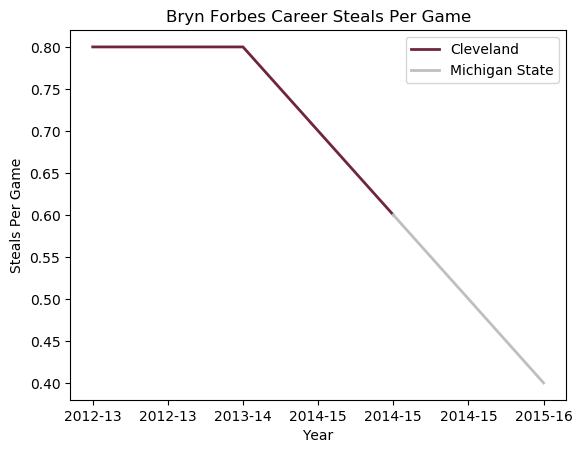 Bryn Forbes Career Steals Per Game
Cleveland
Michigan State
Steals Per Game
0.80
0.75
0.70
0.65
0.60
0.55
0.50
0.45
0.40
2012-13 2012-13 2013-14 2014-15 2014-15 2014-15 2015-16
Year